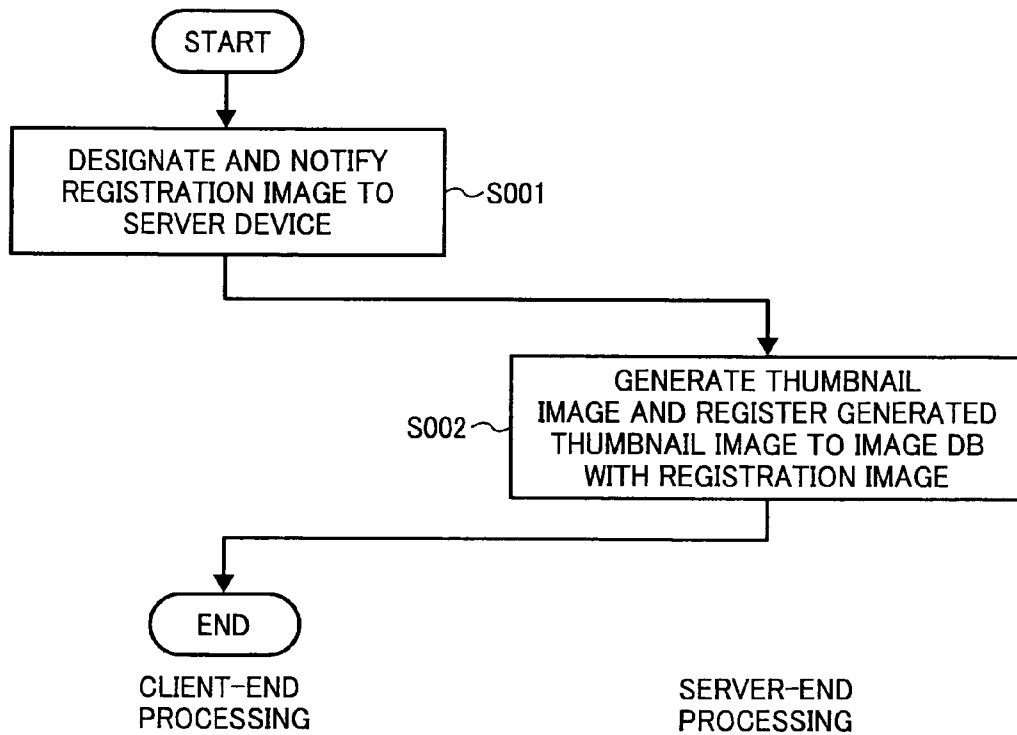 START
DESIGNATE AND NOTIFY
REGISTRATION IMAGE TO
SERVER DEVICE
S001
GENERATE THUMBNAIL
IMAGE AND REGISTER GENERATED
THUMBNAIL IMAGE TO IMAGE DB
WITH REGISTRATION IMAGE
S002
END
CLIENT-END
PROCESSING
SERVER-END
PROCESSING